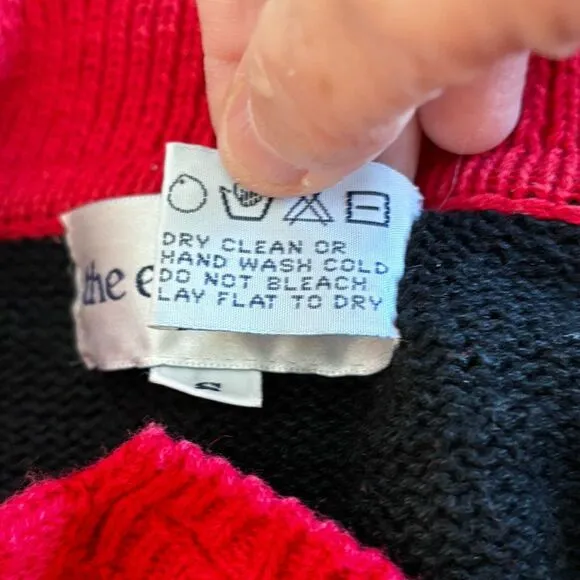 DRY CLEAN OR
HAND WASH COLD
DO NOT BLEACH
LAY FLAT TO DRY
the
S